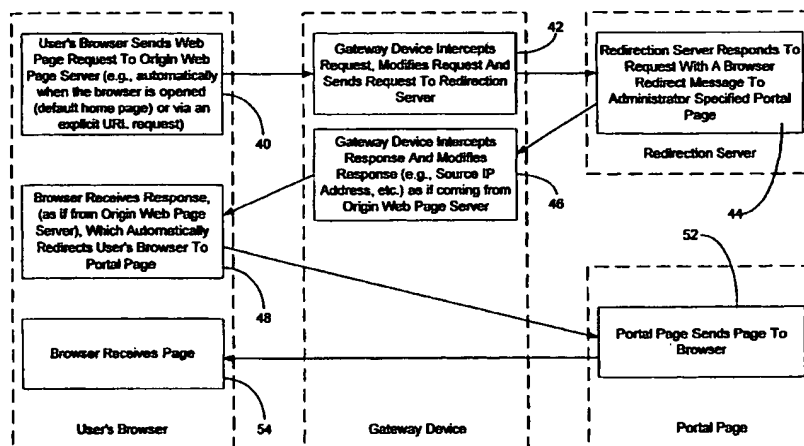 User's Browser Sends Web
Page Request To Origin Web
Page Server (e.g., automatically
when the browser is opened
(default home page) or via an
explicit URL request)
40
Gateway Device Intercepts
Request, Modifies Request And
Sends Request To Redirection
Server
42
Redirection Server Responds To
Request With A Browser
Redirect Message To
Administrator Specified Portal
Page
Redirection Server
44
Gateway Device Intercepts
Response And Modifies
Response (e.g., Source IP
Address, etc.) as if coming from
Origin Web Page Server
46
Browser Receives Response,
(as if from Origin Web Page
Server), Which Automatically
Redirects User's Browser To
Portal Page
48
52
Portal Page Sends Page To
Browser
Browser Receives Page
54
User's Browser
Gateway Device
Portal Page